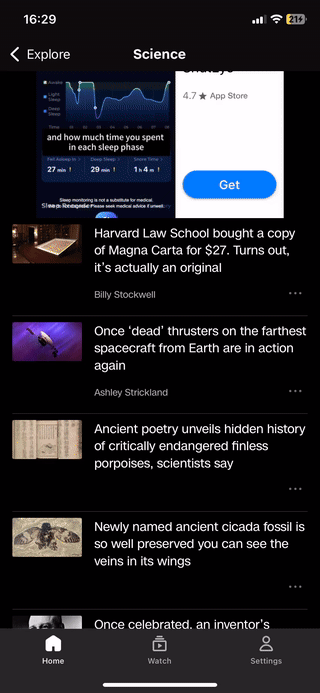 16:29
21
Explore
Science
Awake
Light Sleep
Deep Sleep
Time
01
and how much time you spent
in each sleep phase
Fell Asleep In
Deep Sleep
Snore Time
27 min
29 min
1 h 4 m
Sleep monitoring is not a substitute for medical
Please seek medical advice if unwell.
4.7 ★ App Store
Get
Harvard Law School bought a copy
of Magna Carta for $27. Turns out,
it’s actually an original
Billy Stockwell
Once ‘dead’ thrusters on the farthest
spacecraft from Earth are in action
again
Ashley Strickland
Ancient poetry unveils hidden history
of critically endangered finless
porpoises, scientists say
Newly named ancient cicada fossil is
so well preserved you can see the
veins in its wings
Once celebrated, an inventor’s
Home
Watch
Settings